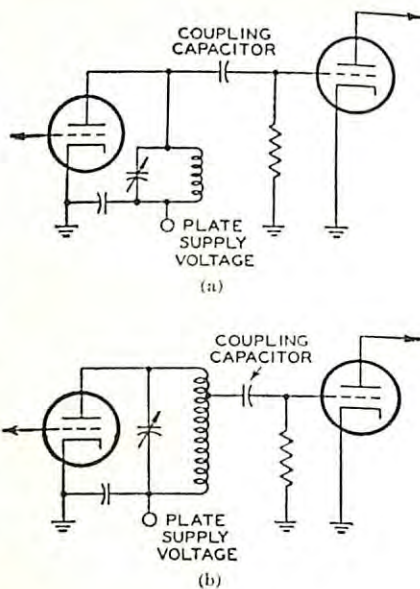 COUPLING
CAPACITOR
PLATE
SUPPLY
VOLTAGE
(a)
COUPLING
CAPACITOR
PLATE
SUPPLY
VOLTAGE
(b)